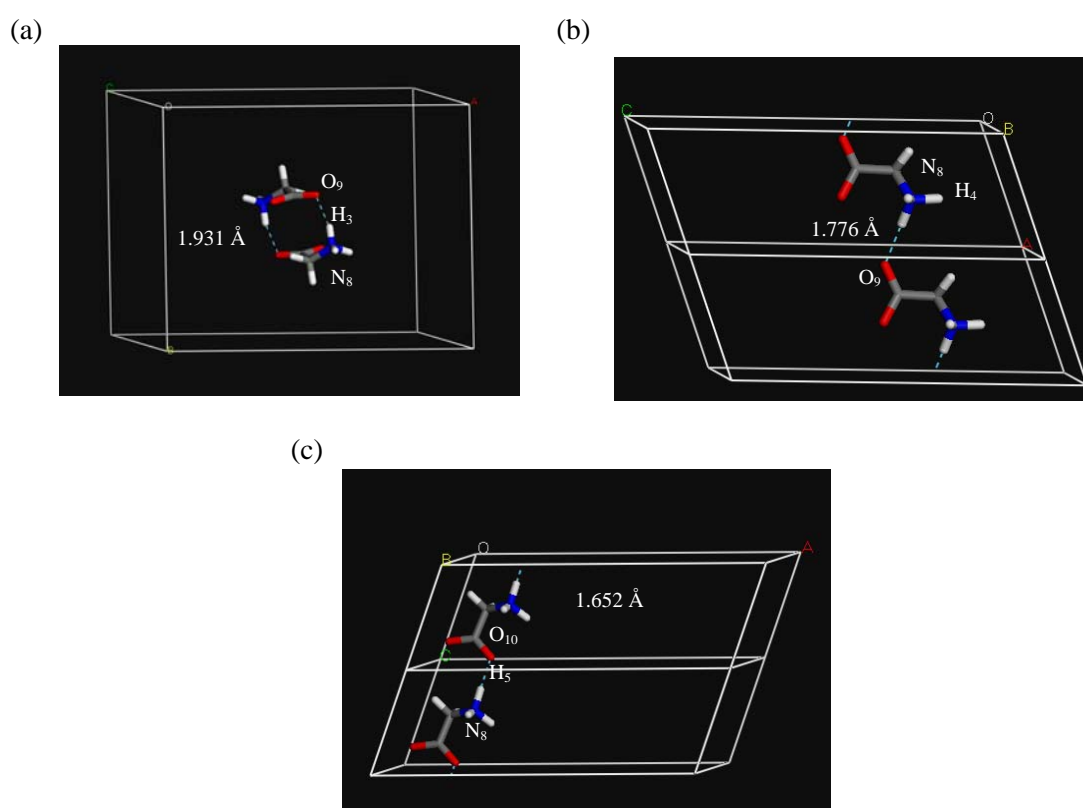 (a)
C
O
A
O₉
H₃
1.931 Å
N₈
B
(b)
C
O
B
N₈
H₄
1.776 Å
A
O₉
(c)
B
O
A
1.652 Å
O₁₀
C
H₅
N₈